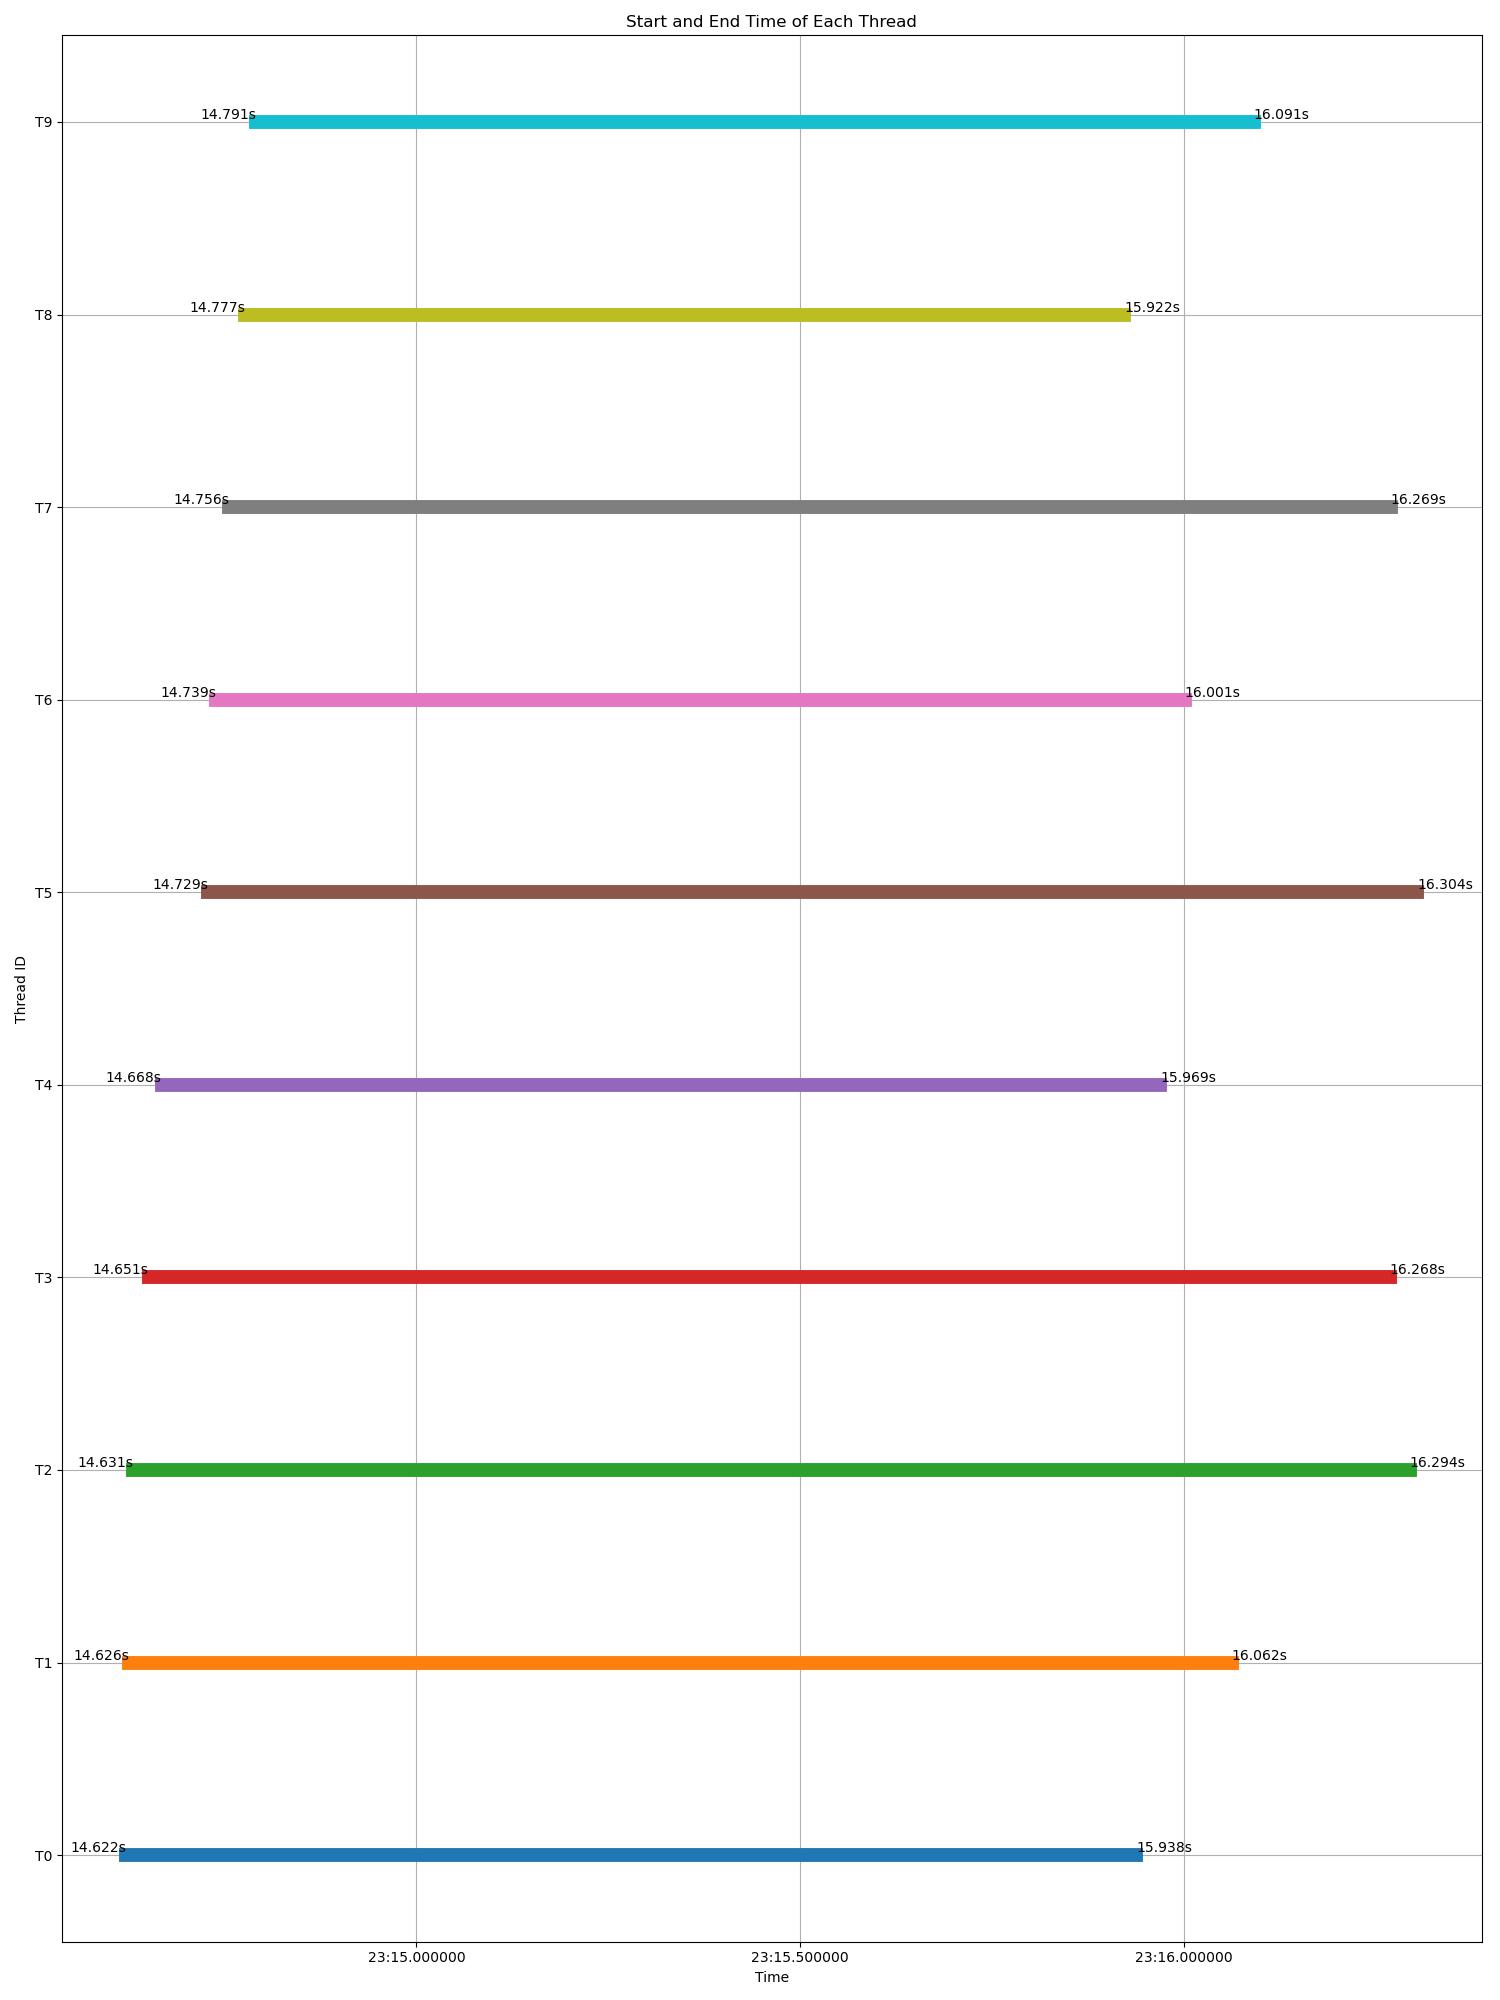 Start and End Time of Each Thread
T9 14.791s 16.091s
T8 14.777s 15.922s
T7 14.756s 16.269s
T6 14.739s 16.001s
T5 14.729s 16.304s
Thread ID
T4 14.668s 15.969s
T3 14.651s 16.268s
T2 14.631s 16.294s
T1 14.626s 16.062s
T0 14.622s 15.938s
23:15.000000 23:15.500000 23:16.000000
Time